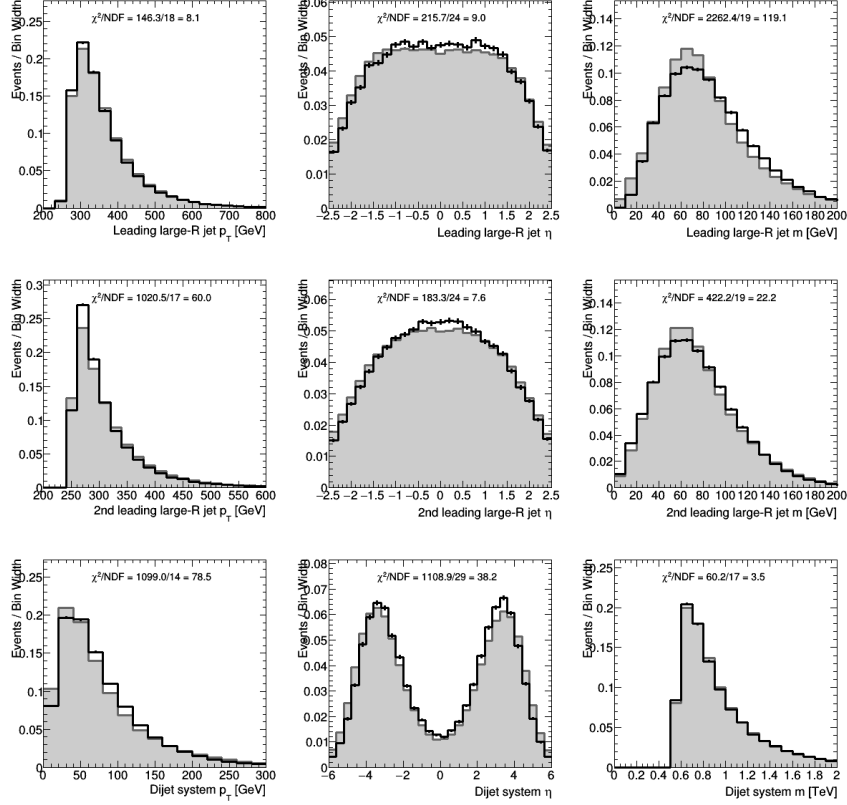 Events / Bin Width
χ²/NDF = 146.3/18 = 8.1
0.2
0.15
0.1
0.05
200 300 400 500 600 700 800
Leading large-R jet p_T [GeV]
Events / Bin Width
χ²/NDF = 215.7/24 = 9.0
0.06
0.05
0.04
0.03
0.02
0.01
0
−2.5 −2 −1.5 −1 −0.5 0 0.5 1 1.5 2 2.5
Leading large-R jet η
Events / Bin Width
χ²/NDF = 2262.4/19 = 119.1
0.14
0.12
0.1
0.08
0.06
0.04
0.02
0 20 40 60 80 100 120 140 160 180 200
Leading large-R jet m [GeV]
Events / Bin Width
χ²/NDF = 1020.5/17 = 60.0
0.3
0.25
0.2
0.15
0.1
0.05
0
200 250 300 350 400 450 500 550 600
2nd leading large-R jet p_T [GeV]
Events / Bin Width
χ²/NDF = 183.3/24 = 7.6
0.06
0.05
0.04
0.03
0.02
0.01
0
−2.5 −2 −1.5 −1 −0.5 0 0.5 1 1.5 2 2.5
2nd leading large-R jet η
Events / Bin Width
χ²/NDF = 422.2/19 = 22.2
0.14
0.12
0.1
0.08
0.06
0.04
0.02
0
0 20 40 60 80 100 120 140 160 180 200
2nd leading large-R jet m [GeV]
Events / Bin Width
χ²/NDF = 1099.0/14 = 78.5
0.25
0.2
0.15
0.1
0.05
0
0 50 100 150 200 250 300
Dijet system p_T [GeV]
Events / Bin Width
χ²/NDF = 1108.9/29 = 38.2
0.08
0.07
0.06
0.05
0.04
0.03
0.02
0.01
0
−6 −4 −2 0 2 4 6
Dijet system η
Events / Bin Width
χ²/NDF = 60.2/17 = 3.5
0.25
0.2
0.15
0.1
0.05
0
0 0.2 0.4 0.6 0.8 1 1.2 1.4 1.6 1.8 2
Dijet system m [TeV]